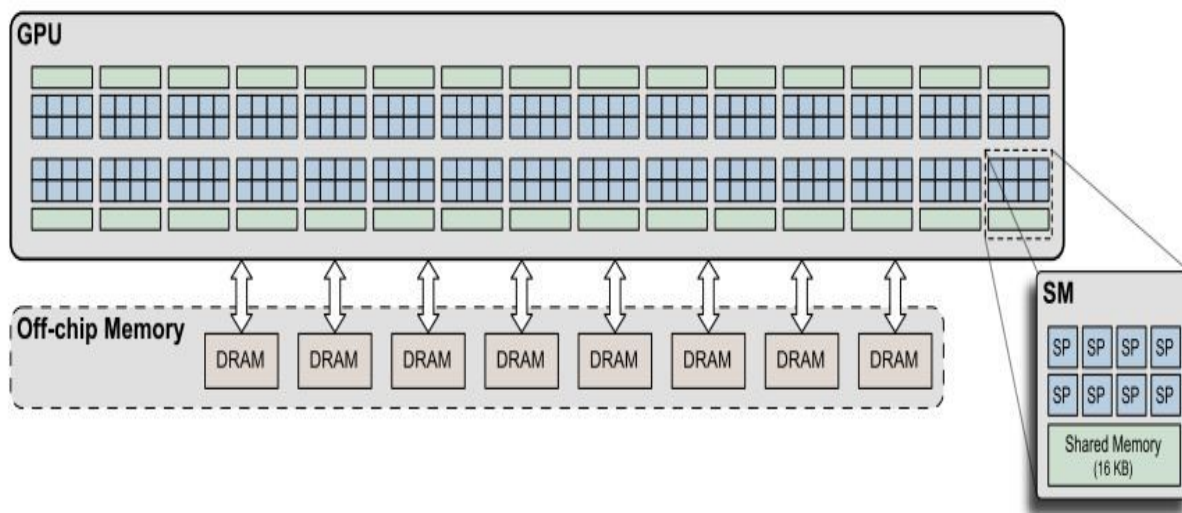 GPU
Off-chip Memory
DRAM DRAM DRAM DRAM DRAM DRAM DRAM DRAM
SM
SP SP SP SP
SP SP SP SP
Shared Memory
(16 KB)